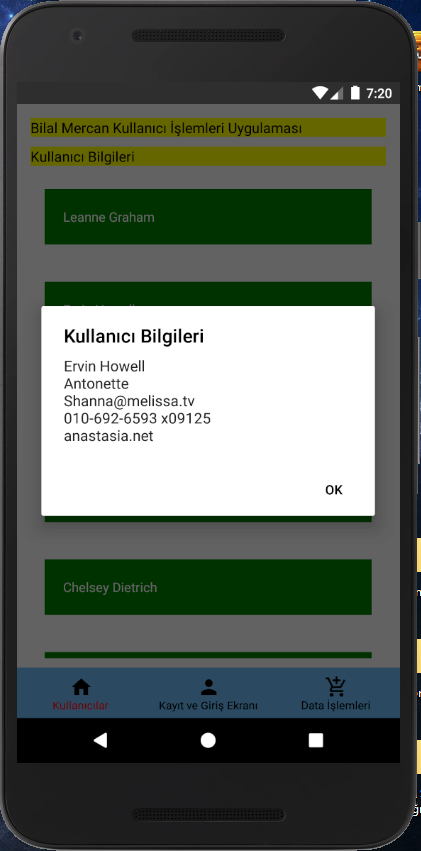 7:20
Bilal Mercan Kullanıcı İşlemleri Uygulaması
Kullanıcı Bilgileri
Leanne Graham
Kullanıcı Bilgileri
Ervin Howell
Antonette
Shanna@melissa.tv
010-692-6593 x09125
anastasia.net
OK
Chelsey Dietrich
Kullanıcılar
Kayıt ve Giriş Ekranı
Data İşlemleri